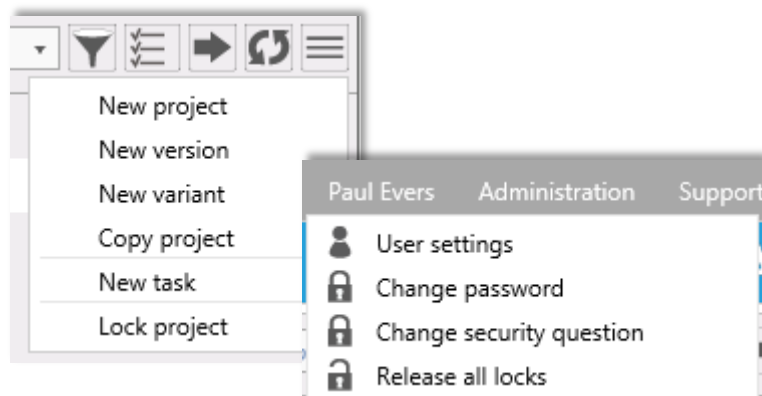 New project
New version
New variant
Copy project
New task
Lock project
Paul Evers Administration Support
User settings
Change password
Change security question
Release all locks